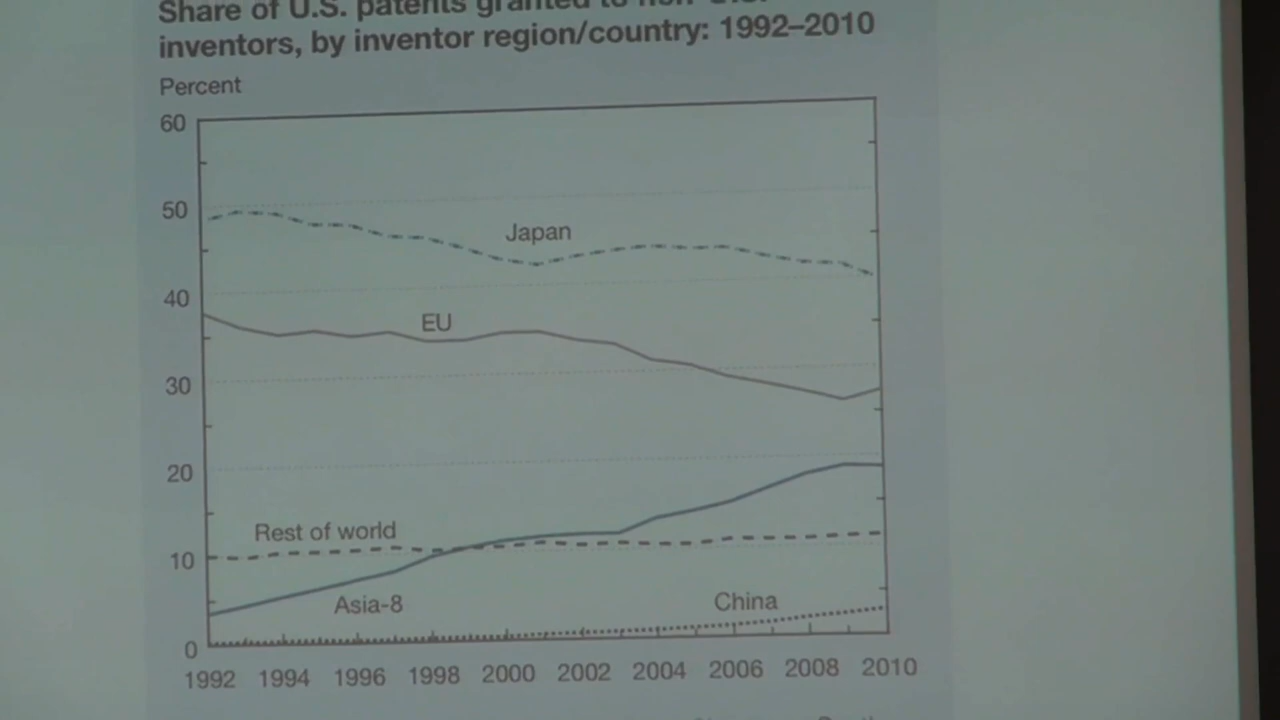 Share of U.S. patents granted to non-U.S.
inventors, by inventor region/country: 1992–2010
Percent
60
50
Japan
40
EU
30
20
Rest of world
10
Asia-8
China
0
1992 1994 1996 1998 2000 2002 2004 2006 2008 2010